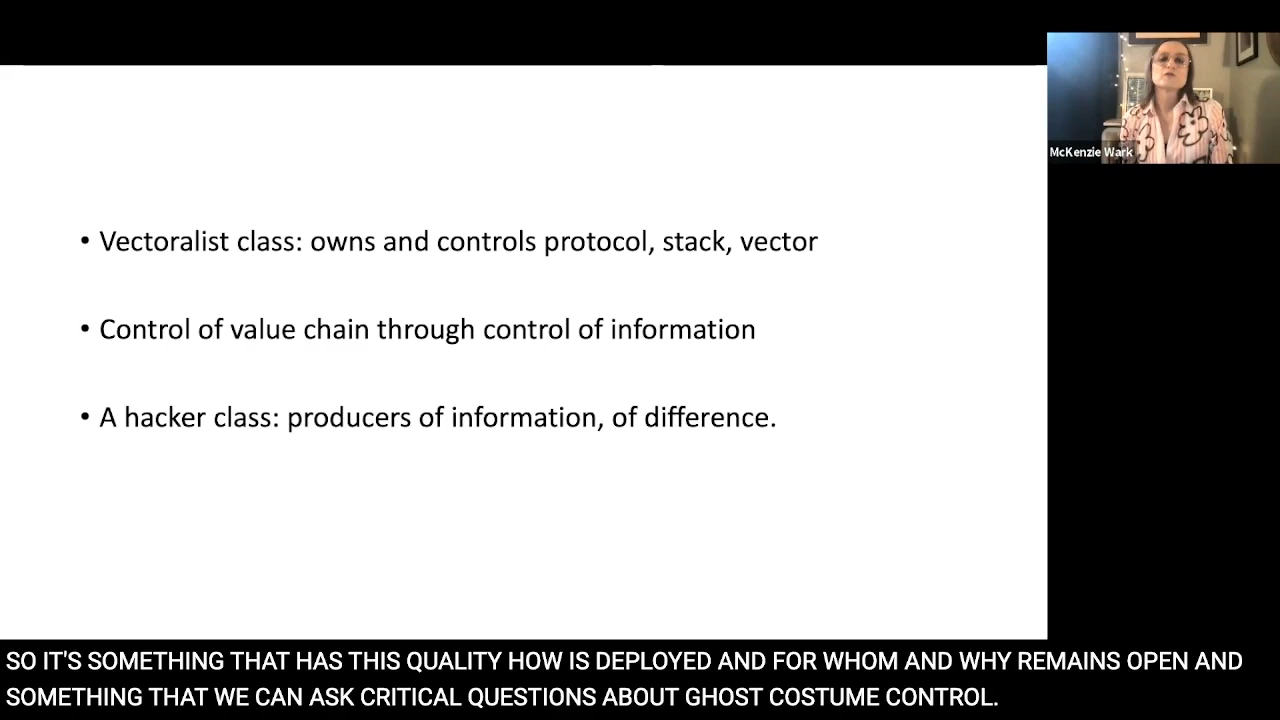 McKenzie Wark
• Vectoralist class: owns and controls protocol, stack, vector
• Control of value chain through control of information
• A hacker class: producers of information, of difference.
SO IT'S SOMETHING THAT HAS THIS QUALITY HOW IS DEPLOYED AND FOR WHOM AND WHY REMAINS OPEN AND
SOMETHING THAT WE CAN ASK CRITICAL QUESTIONS ABOUT GHOST COSTUME CONTROL.